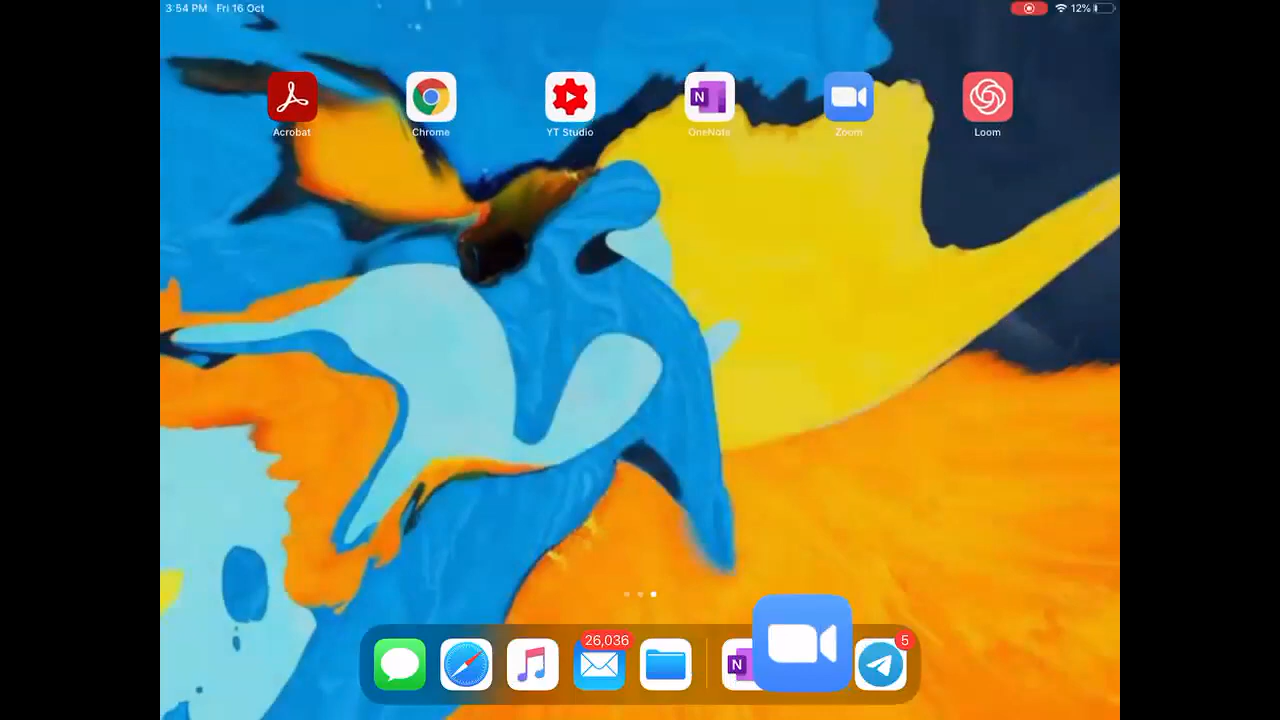 3:54 PM Fri 16 Oct
12%
Acrobat
Chrome
YT Studio
OneNote
Zoom
Loom
N
26,036
N
5